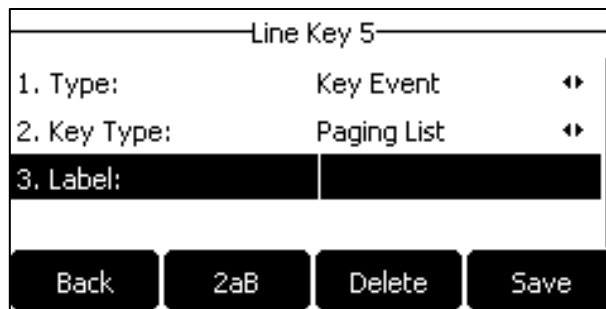 Line Key 5
1. Type: Key Event
2. Key Type: Paging List
3. Label:
Back 2aB Delete Save